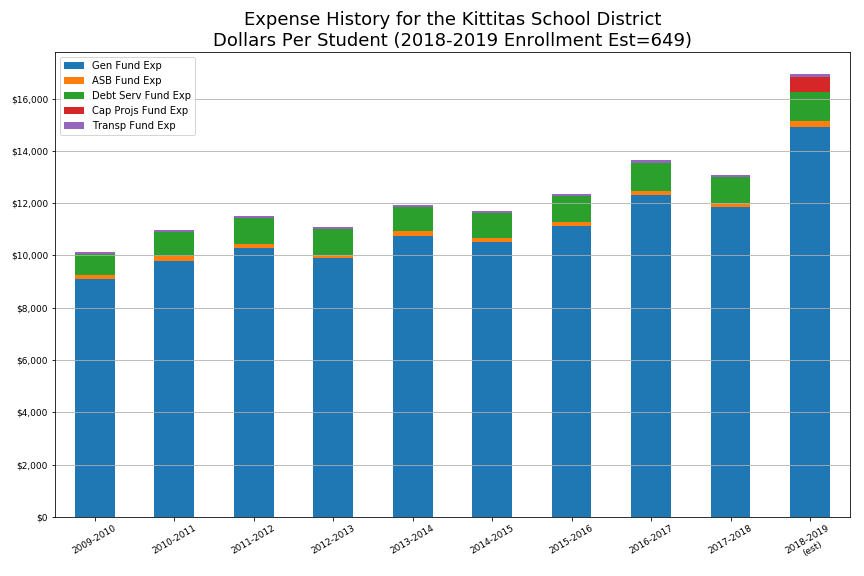 Expense History for the Kittitas School District
Dollars Per Student (2018-2019 Enrollment Est=649)
Gen Fund Exp
ASB Fund Exp
Debt Serv Fund Exp
Cap Projs Fund Exp
Transp Fund Exp
$16,000
$14,000
$12,000
$10,000
$8,000
$6,000
$4,000
$2,000
$0
2009-2010
2010-2011
2011-2012
2012-2013
2013-2014
2014-2015
2015-2016
2016-2017
2017-2018
2018-2019
(est)